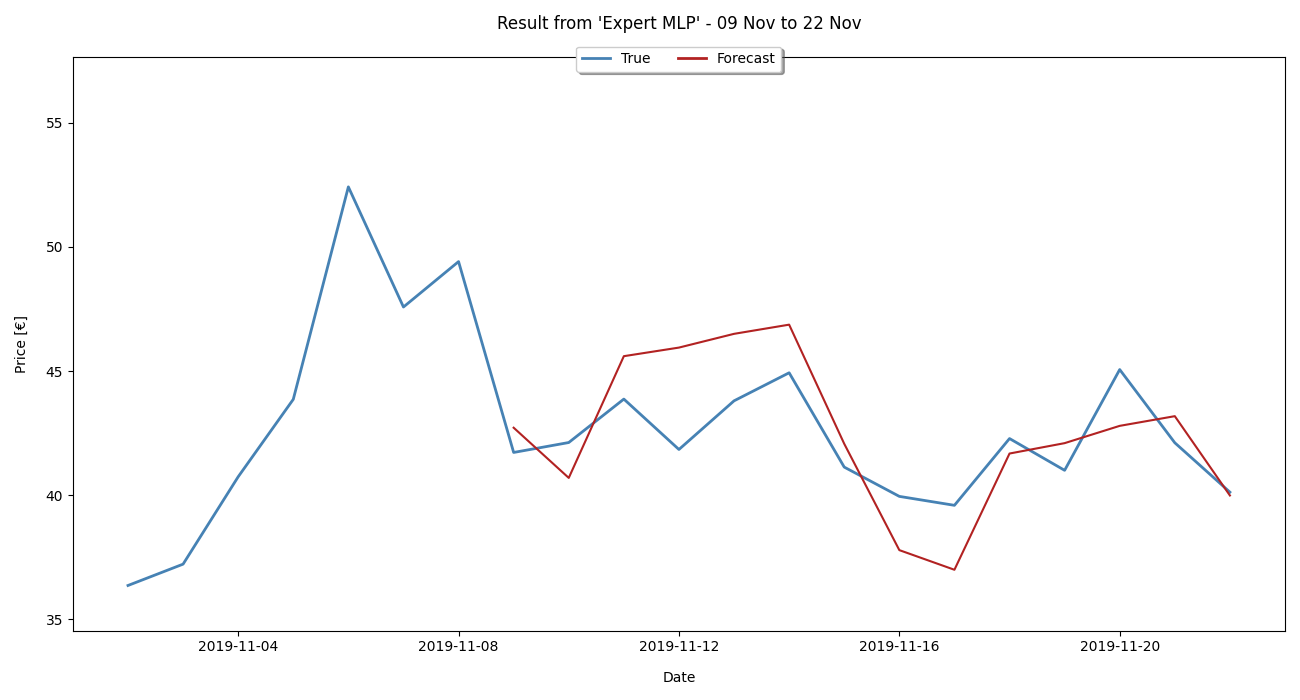 Result from 'Expert MLP' - 09 Nov to 22 Nov
True Forecast
55
50
45
40
35
Price [€]
2019-11-04 2019-11-08 2019-11-12 2019-11-16 2019-11-20
Date